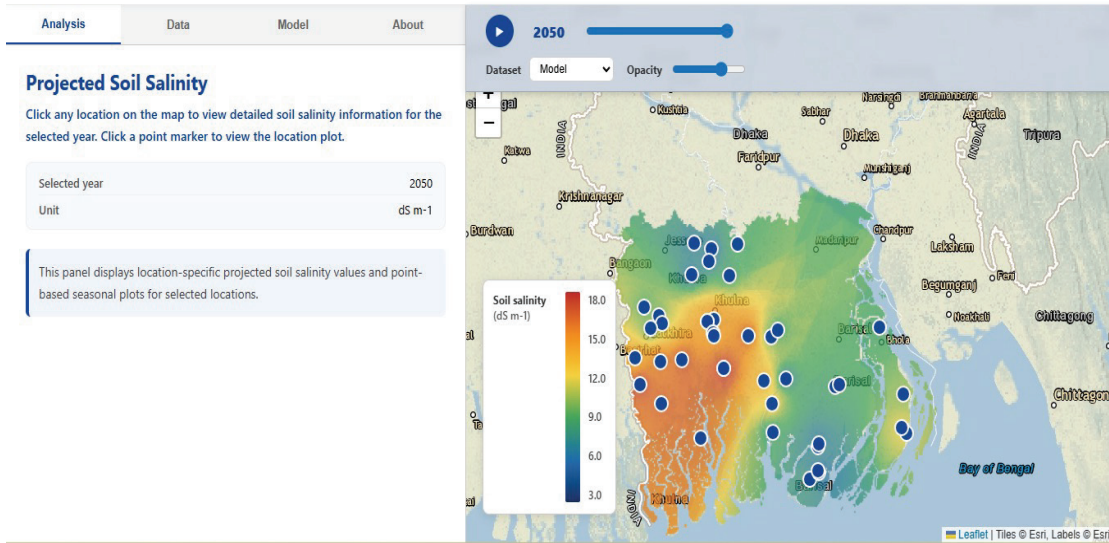 Analysis
Data
Model
About
2050
Dataset
Model
Opacity
Projected Soil Salinity
Click any location on the map to view detailed soil salinity information for the
selected year. Click a point marker to view the location plot.
Selected year 2050
Unit dS m-1
This panel displays location-specific projected soil salinity values and point-
based seasonal plots for selected locations.
+
−
Kushtia
Sabhar
Narsingdi
Brahmanbaria
Agartala
INDIA
Dhaka
Dhaka
INDIA
Tripura
Katwa
Faridpur
Munshiganj
Krishnanagar
Burdwan
Madaripur
Chandpur
Laksham
Bangaon
Feni
Begumganj
Soil salinity
(dS m-1)
18.0
15.0
12.0
9.0
6.0
3.0
Khulna
Noakhali
Chittagong
Barisal
Bhola
Chittagon
Bay of Bengal
Khulna
INDIA
Leaflet | Tiles © Esri, Labels © Esri